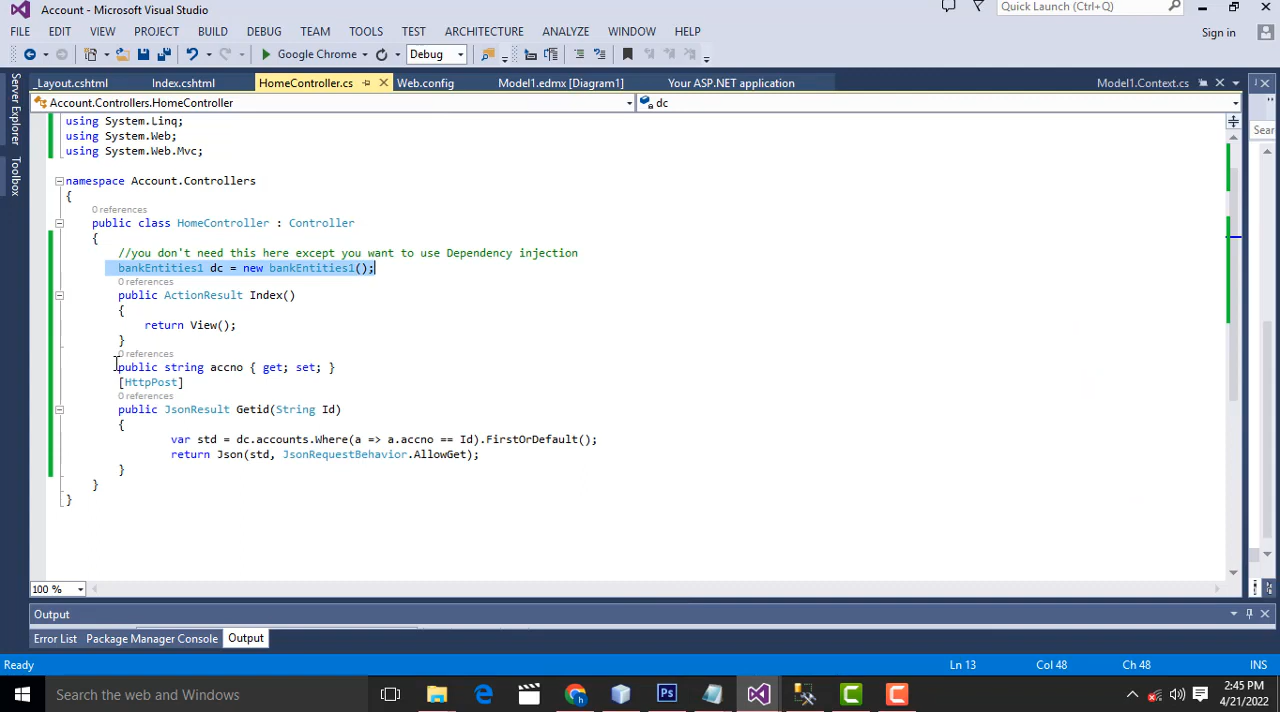 Account - Microsoft Visual Studio
Quick Launch (Ctrl+Q)
FILE EDIT VIEW PROJECT BUILD DEBUG TEAM TOOLS TEST ARCHITECTURE ANALYZE WINDOW HELP
Sign in
Google Chrome Debug
_Layout.cshtml Index.cshtml HomeController.cs Web.config Model1.edmx [Diagram1] Your ASP.NET application Model1.Context.cs
Account.Controllers.HomeController dc
Server Explorer
Toolbox
Sear
using System.Linq;
using System.Web;
using System.Web.Mvc;
namespace Account.Controllers
{
0 references
public class HomeController : Controller
{
//you don't need this here except you want to use Dependency injection
bankEntities1 dc = new bankEntities1();
0 references
public ActionResult Index()
{
return View();
}
0 references
public string accno { get; set; }
[HttpPost]
0 references
public JsonResult Getid(String Id)
{
var std = dc.accounts.Where(a => a.accno == Id).FirstOrDefault();
return Json(std, JsonRequestBehavior.AllowGet);
}
}
}
100 %
Output
Error List Package Manager Console Output
Ready Ln 13 Col 48 Ch 48 INS
Search the web and Windows
Ps
2:45 PM
4/21/2022